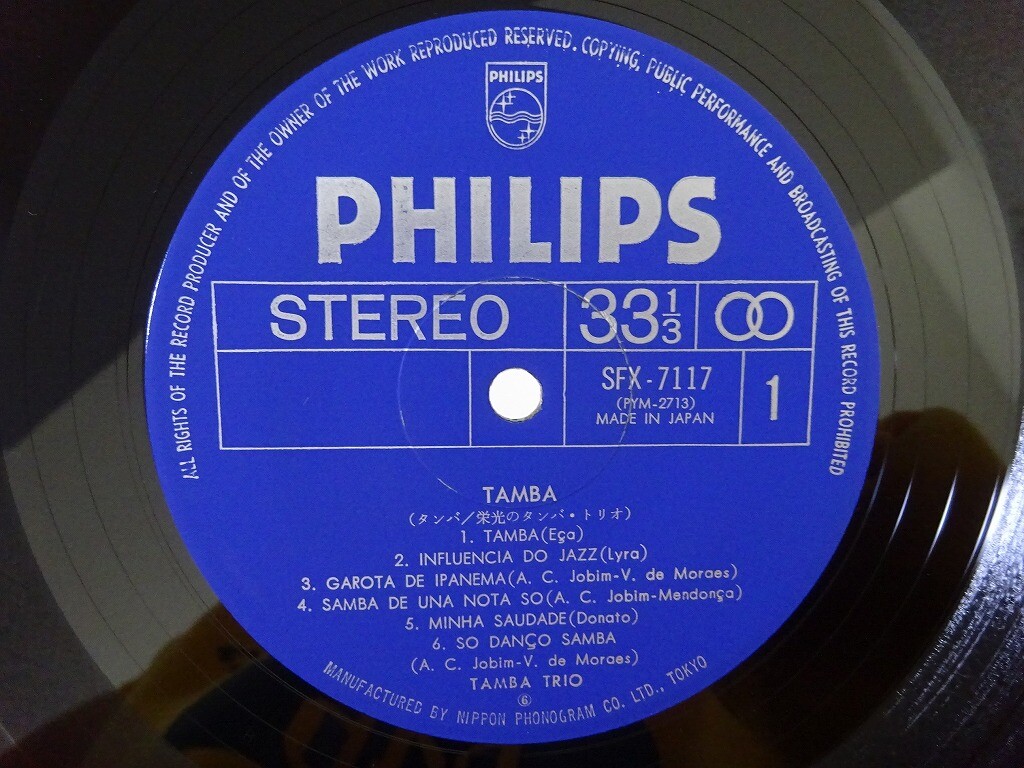 ALL RIGHTS OF THE RECORD PRODUCER AND OF THE OWNER OF THE WORK REPRODUCED RESERVED. COPYING, PUBLIC PERFORMANCE AND BROADCASTING OF THIS RECORD PROHIBITED
PHILIPS
PHILIPS
STEREO 33 1/3
SFX-7117
(PYM-2713)
MADE IN JAPAN
1
TAMBA
(タンバ/栄光のタンバ・トリオ)
1. TAMBA(Eça)
2. INFLUENCIA DO JAZZ(Lyra)
3. GAROTA DE IPANEMA(A. C. Jobim-V. de Moraes)
4. SAMBA DE UNA NOTA SO(A. C. Jobim-Mendonça)
5. MINHA SAUDADE(Donato)
6. SO DANÇO SAMBA
(A. C. Jobim-V. de Moraes)
TAMBA TRIO
⑥
MANUFACTURED BY NIPPON PHONOGRAM CO. LTD., TOKYO